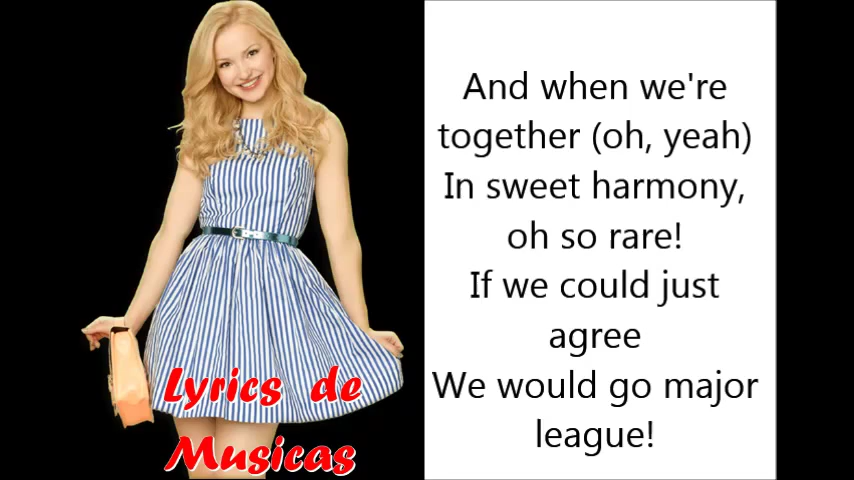 And when we're
together (oh, yeah)
In sweet harmony,
oh so rare!
If we could just
agree
We would go major
league!
Lyrics de
Musicas